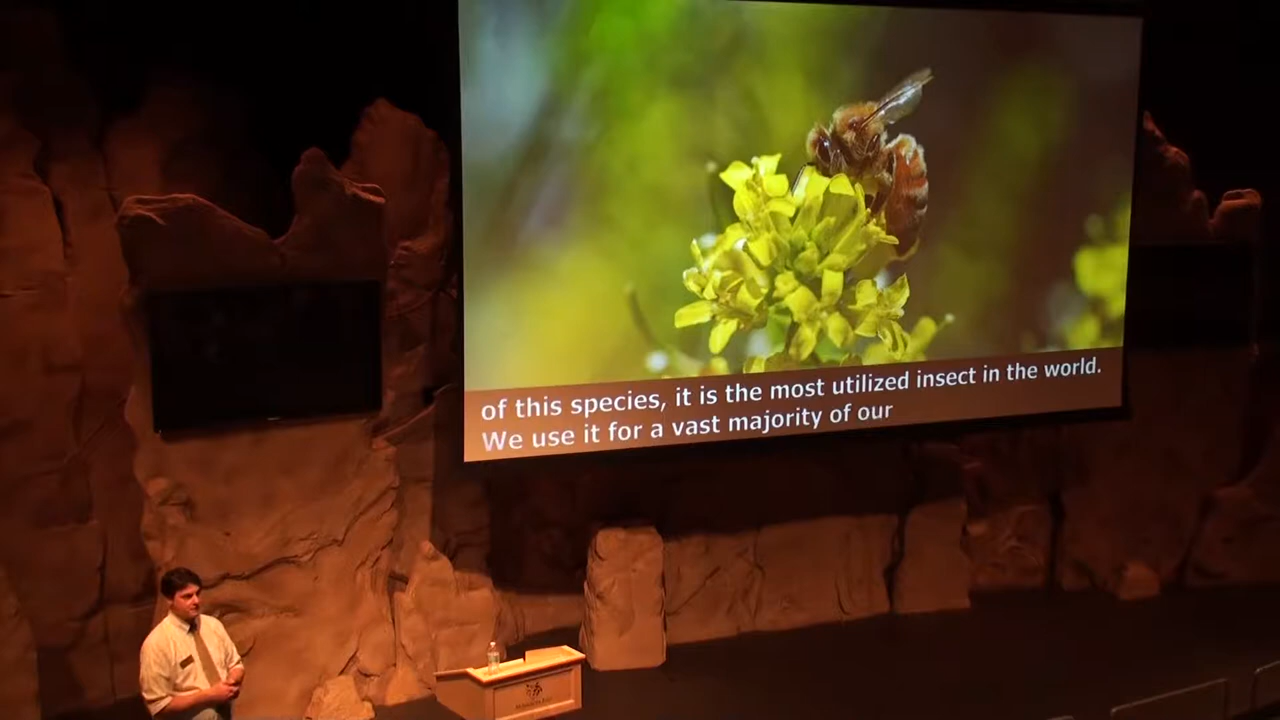 of this species, it is the most utilized insect in the world.
We use it for a vast majority of our